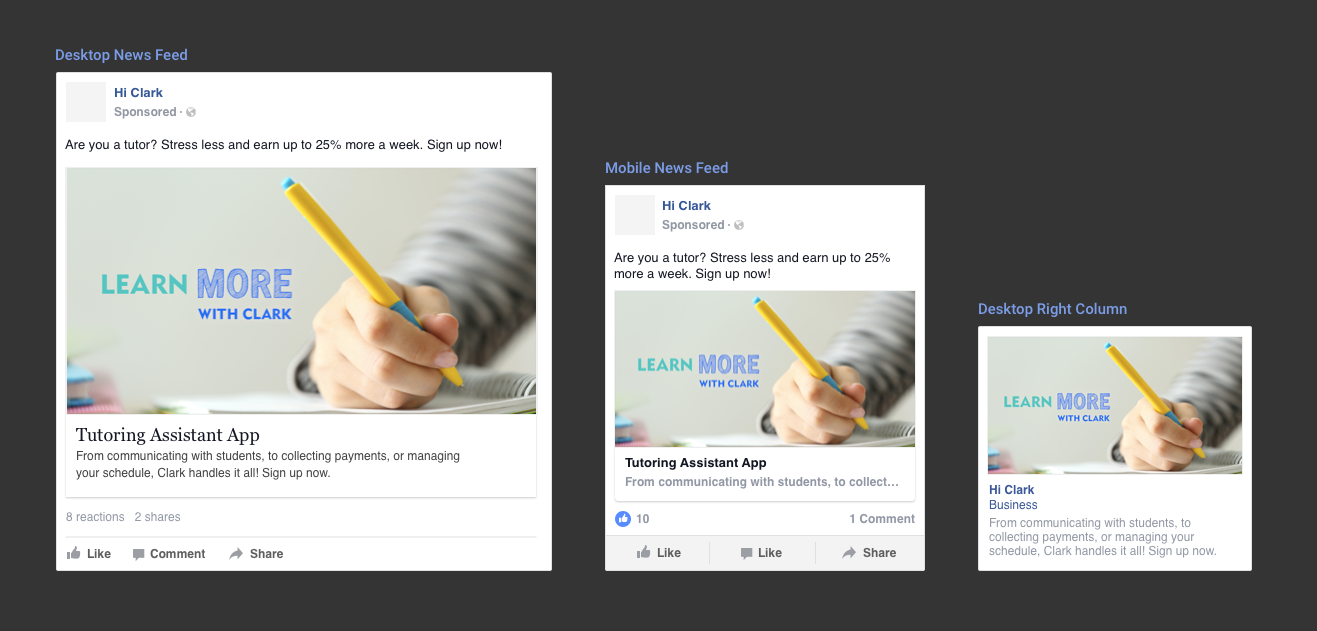 Desktop News Feed
Hi Clark
Sponsored ·
Are you a tutor? Stress less and earn up to 25% more a week. Sign up now!
LEARN MORE
WITH CLARK
Tutoring Assistant App
From communicating with students, to collecting payments, or managing
your schedule, Clark handles it all! Sign up now.
8 reactions 2 shares
Like Comment Share
Mobile News Feed
Hi Clark
Sponsored ·
Are you a tutor? Stress less and earn up to 25%
more a week. Sign up now!
LEARN MORE
WITH CLARK
Tutoring Assistant App
From communicating with students, to collect...
10 1 Comment
Like Like Share
Desktop Right Column
LEARN MORE
WITH CLARK
Hi Clark
Business
From communicating with students, to
collecting payments, or managing your
schedule, Clark handles it all! Sign up now.